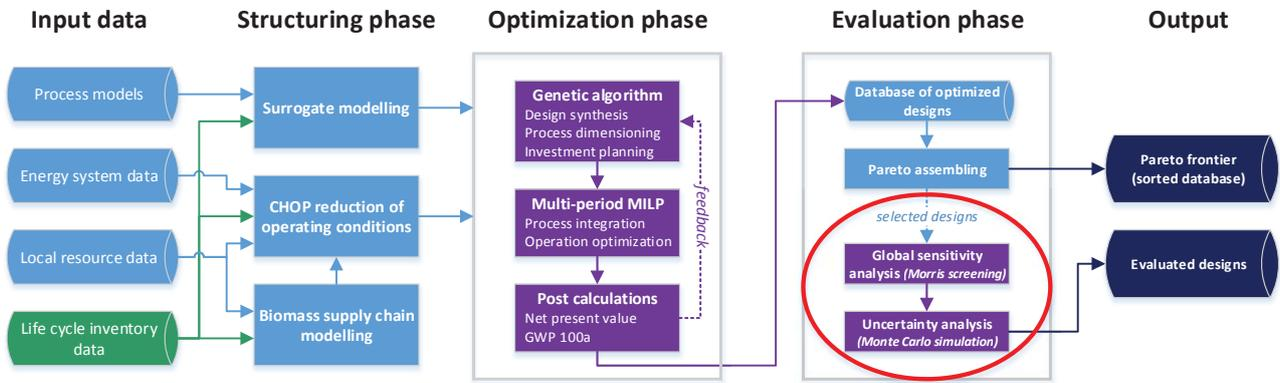 Input data
Structuring phase
Optimization phase
Evaluation phase
Output
Process models
Energy system data
Local resource data
Life cycle inventory
data
Surrogate modelling
CHOP reduction of
operating conditions
Biomass supply chain
modelling
Genetic algorithm
Design synthesis
Process dimensioning
Investment planning
Multi-period MILP
Process integration
Operation optimization
Post calculations
Net present value
GWP 100a
feedback
Database of optimized
designs
Pareto assembling
selected designs
Global sensitivity
analysis (Morris screening)
Uncertainty analysis
(Monte Carlo simulation)
Pareto frontier
(sorted database)
Evaluated designs